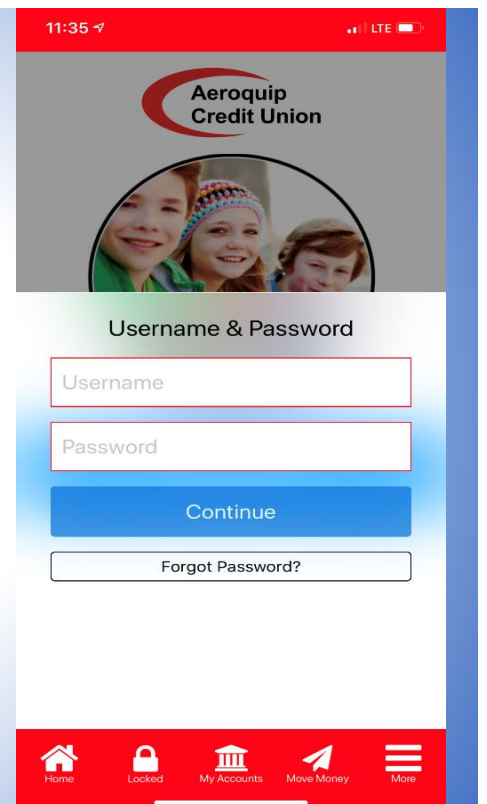 11:35
LTE
Aeroquip
Credit Union
Username & Password
Username
Password
Continue
Forgot Password?
Home Locked My Accounts Move Money More